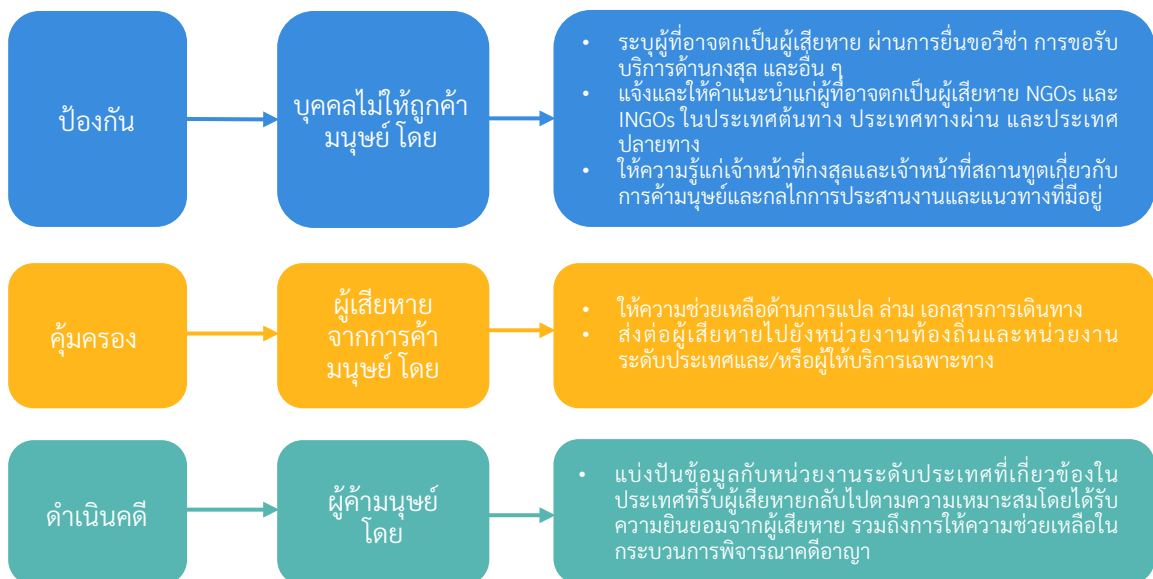 ป้องกัน
บุคคลไม่ให้ถูกค้า
มนุษย์ โดย
• ระบุผู้ที่อาจตกเป็นผู้เสียหาย ผ่านการยื่นขอวีซ่า การขอรับ
บริการด้านกงสุล และอื่น ๆ
• แจ้งและให้คำแนะนำแก่ผู้ที่อาจตกเป็นผู้เสียหาย NGOs และ
INGOs ในประเทศต้นทาง ประเทศทางผ่าน และประเทศ
ปลายทาง
• ให้ความรู้แก่เจ้าหน้าที่กงสุลและเจ้าหน้าที่สถานทูตเกี่ยวกับ
การค้ามนุษย์และกลไกการประสานงานและแนวทางที่มีอยู่
คุ้มครอง
ผู้เสียหาย
จากการค้า
มนุษย์ โดย
• ให้ความช่วยเหลือด้านการแปล ล่าม เอกสารการเดินทาง
• ส่งต่อผู้เสียหายไปยังหน่วยงานท้องถิ่นและหน่วยงาน
ระดับประเทศและ/หรือผู้ให้บริการเฉพาะทาง
ดำเนินคดี
ผู้ค้ามนุษย์
โดย
• แบ่งปันข้อมูลกับหน่วยงานระดับประเทศที่เกี่ยวข้องใน
ประเทศที่รับผู้เสียหายกลับไปตามความเหมาะสมโดยได้รับ
ความยินยอมจากผู้เสียหาย รวมถึงการให้ความช่วยเหลือใน
กระบวนการพิจารณาคดีอาญา